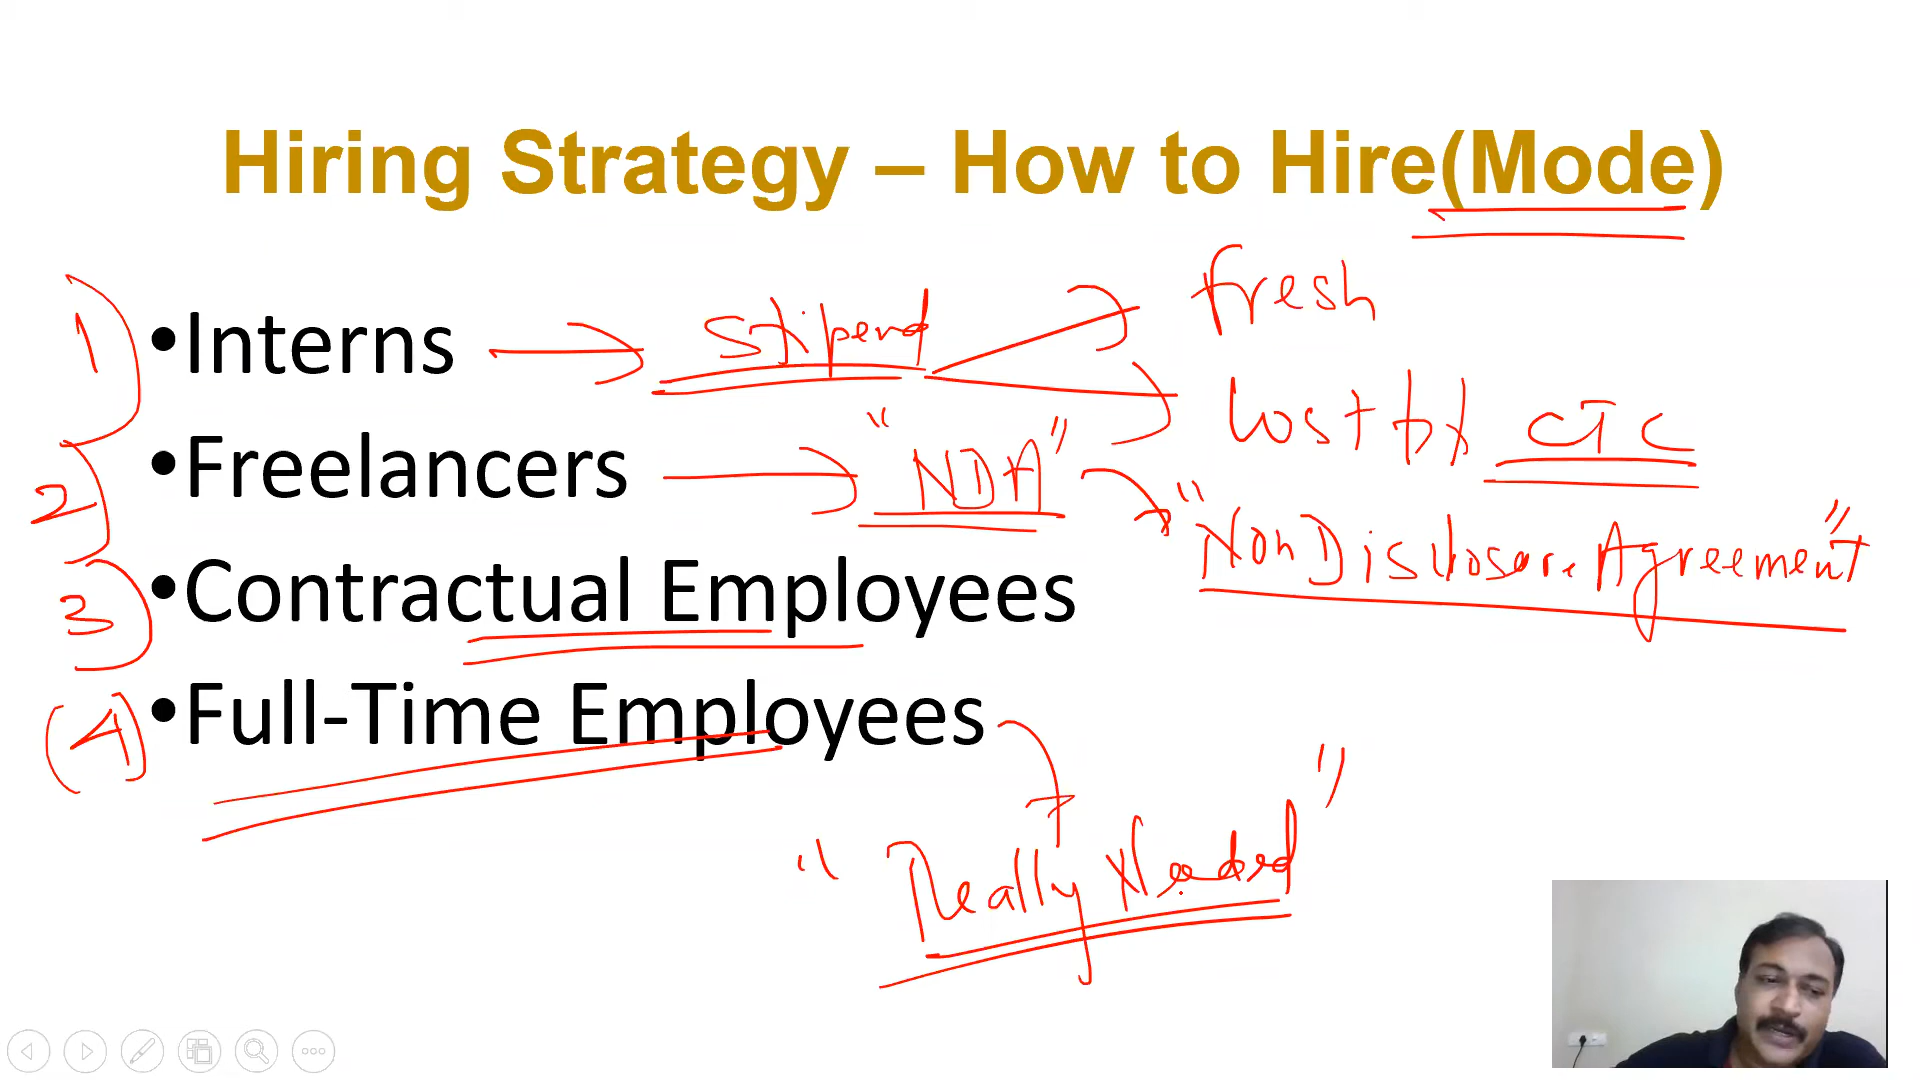 Hiring Strategy – How to Hire(Mode)
fresh
1 •Interns Stipend
Cost to CTC
2 •Freelancers "NDA"
"Non Disclosure Agreement"
3 •Contractual Employees
(4) •Full-Time Employees
"Really Needed"